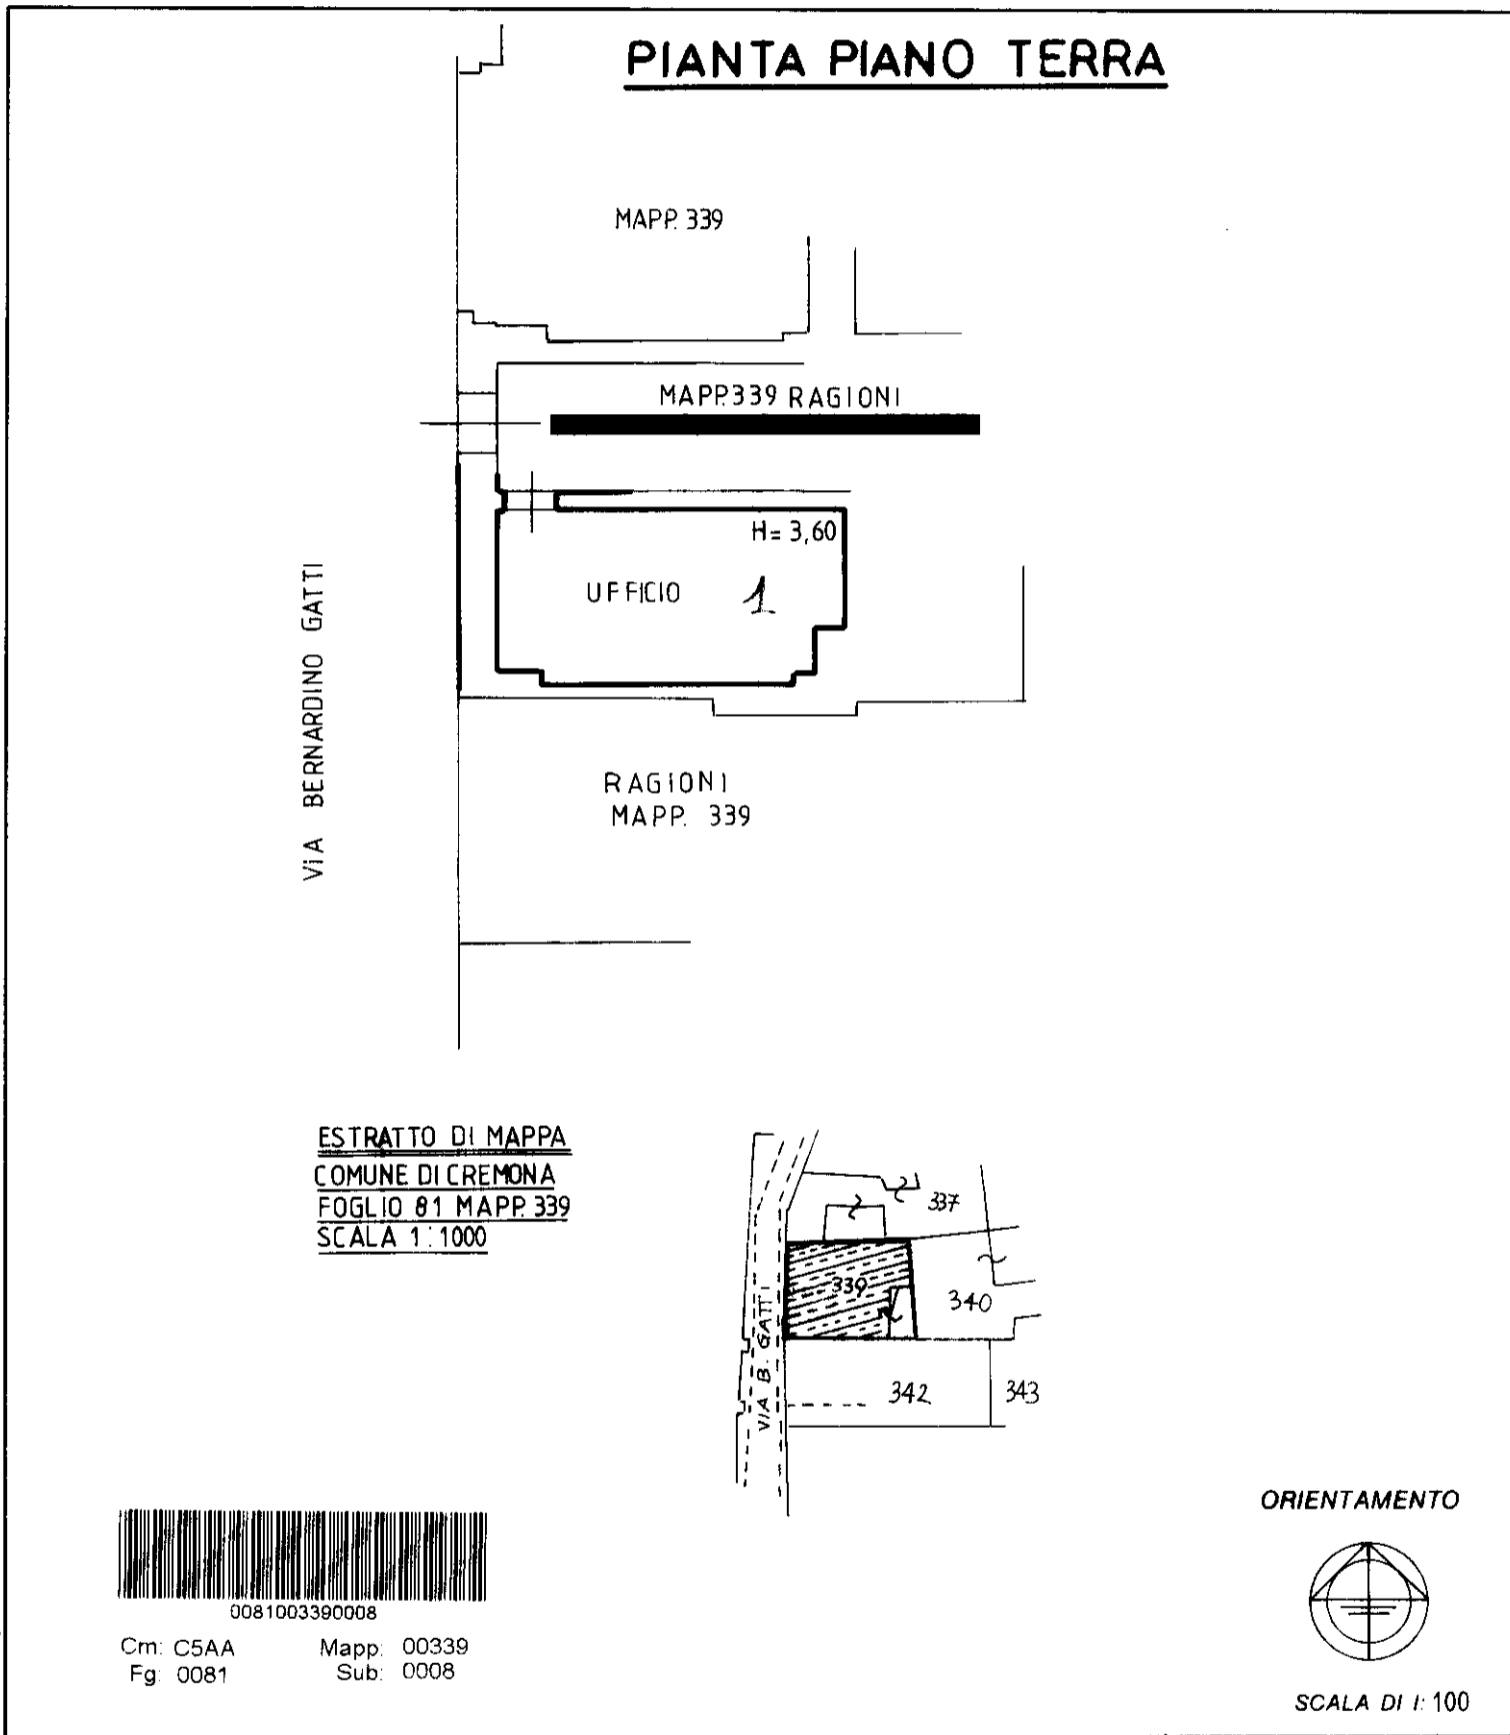 PIANTA PIANO TERRA
MAPP. 339
MAPP.339 RAGIONI
H= 3,60
UFFICIO 1
VIA BERNARDINO GATTI
RAGIONI
MAPP. 339
ESTRATTO DI MAPPA
COMUNE DI CREMONA
FOGLIO 81 MAPP. 339
SCALA 1:1000
337
339
340
VIA B. GATTI
342
343
ORIENTAMENTO
0081003390008
Cm: C5AA Mapp: 00339
Fg: 0081 Sub: 0008
SCALA DI 1: 100